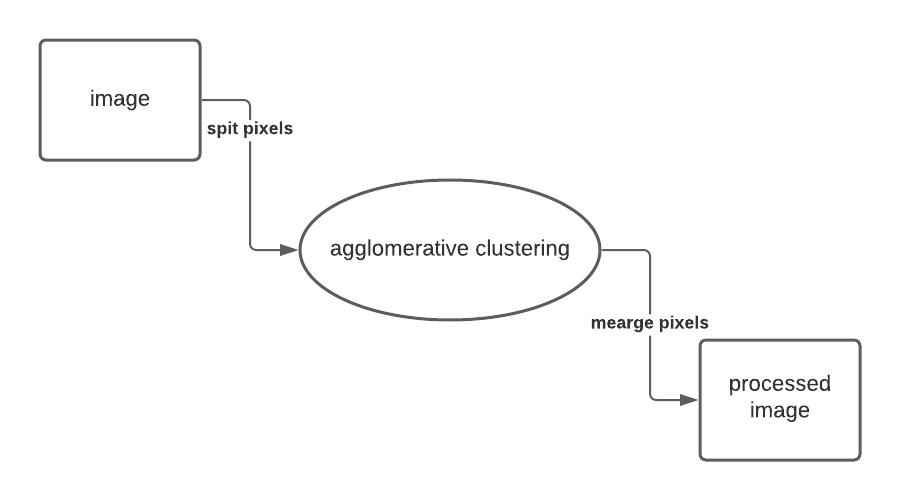 image
spit pixels
agglomerative clustering
mearge pixels
processed
image